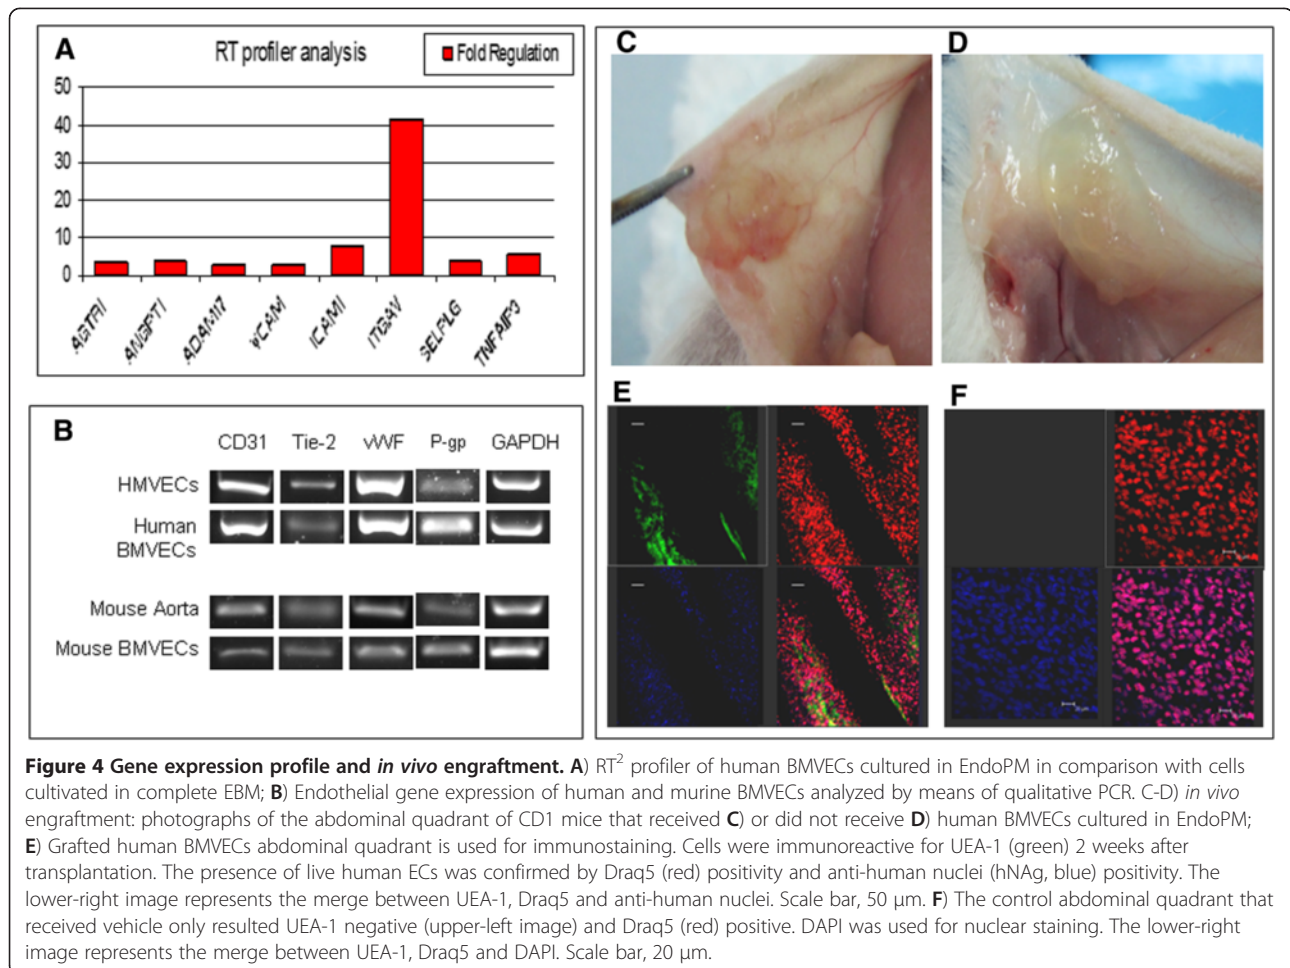 A
RT profiler analysis
Fold Regulation
50
40
30
20
10
0
AGTRI
ANGPTI
ADAM17
VCAM
ICAMI
ITGAV
SELPLG
TNFAIP3
B
CD31 Tie-2 vWF P-gp GAPDH
HMVECs
Human
BMVECs
Mouse Aorta
Mouse BMVECs
C
D
E
F
Figure 4 Gene expression profile and in vivo engraftment. A) RT² profiler of human BMVECs cultured in EndoPM in comparison with cells
cultivated in complete EBM; B) Endothelial gene expression of human and murine BMVECs analyzed by means of qualitative PCR. C-D) in vivo
engraftment: photographs of the abdominal quadrant of CD1 mice that received C) or did not receive D) human BMVECs cultured in EndoPM;
E) Grafted human BMVECs abdominal quadrant is used for immunostaining. Cells were immunoreactive for UEA-1 (green) 2 weeks after
transplantation. The presence of live human ECs was confirmed by Draq5 (red) positivity and anti-human nuclei (hNAg, blue) positivity. The
lower-right image represents the merge between UEA-1, Draq5 and anti-human nuclei. Scale bar, 50 μm. F) The control abdominal quadrant that
received vehicle only resulted UEA-1 negative (upper-left image) and Draq5 (red) positive. DAPI was used for nuclear staining. The lower-right
image represents the merge between UEA-1, Draq5 and DAPI. Scale bar, 20 μm.